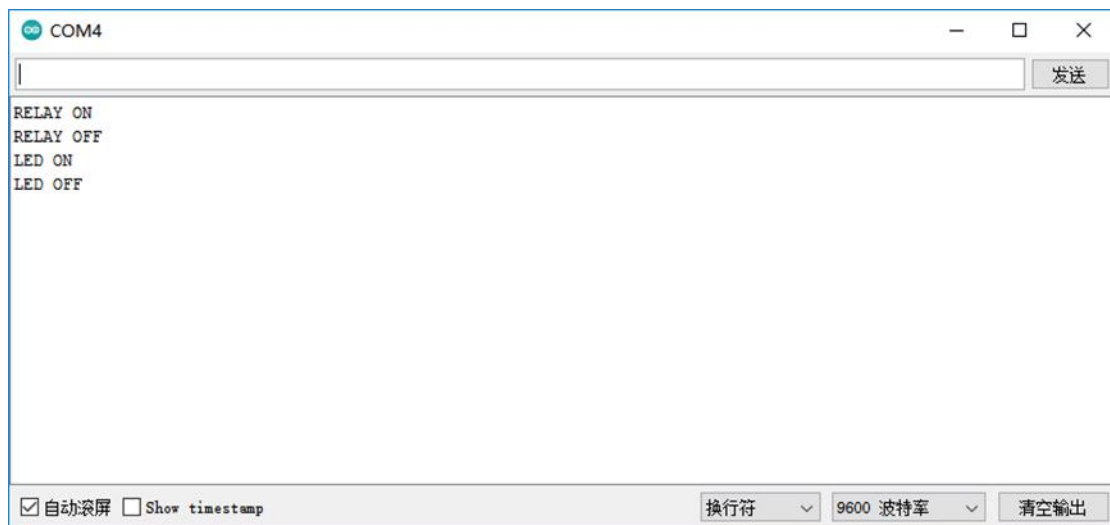 COM4
发送
RELAY ON
RELAY OFF
LED ON
LED OFF
自动滚屏 Show timestamp 换行符 9600 波特率 清空输出